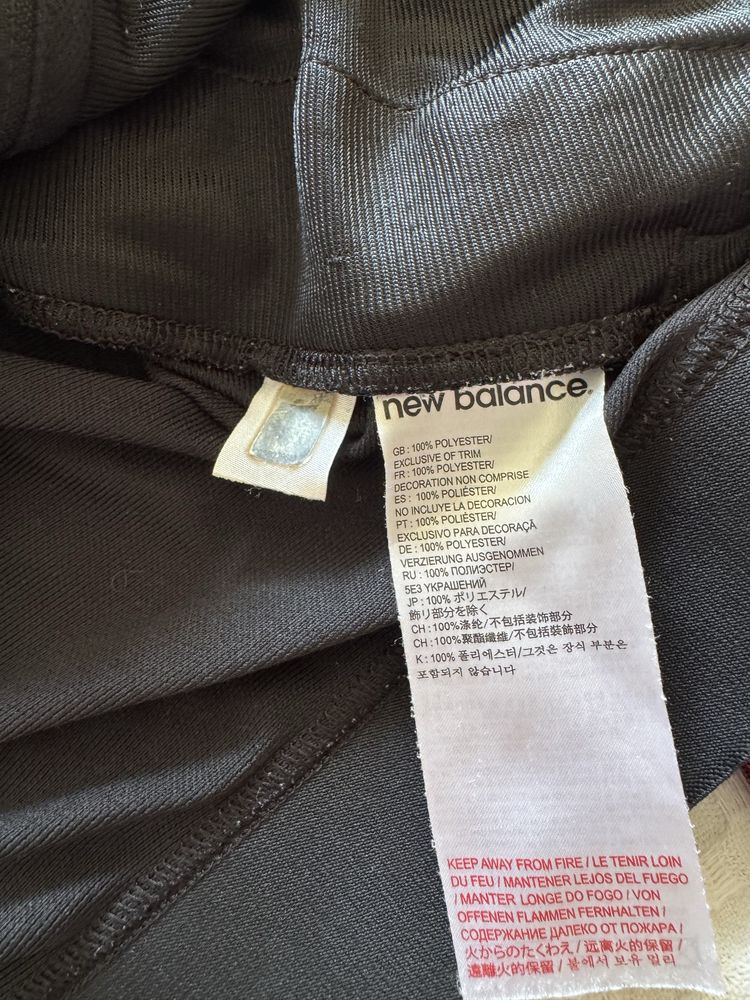 new balance
GB : 100% POLYESTER/
EXCLUSIVE OF TRIM
FR : 100% POLYESTER/
DECORATION NON COMPRISE
ES : 100% POLIÉSTER/
NO INCLUYE LA DECORACION
PT : 100% POLIÉSTER/
EXCLUSIVO PARA DECORAÇÃ
DE : 100% POLYESTER/
VERZIERUNG AUSGENOMMEN
RU : 100% ПОЛИЭСТЕР/
БЕЗ УКРАШЕНИЙ
JP : 100% ポリエステル/
飾リ部分を除く
CH : 100%涤纶/不包括装饰部分
CH : 100%聚酯纖維/不包括裝飾部分
K : 100% 폴리에스터/그것은 장식 부분은
포함되지 않습니다
KEEP AWAY FROM FIRE / LE TENIR LOIN
DU FEU / MANTENER LEJOS DEL FUEGO
/ MANTER LONGE DO FOGO / VON
OFFENEN FLAMMEN FERNHALTEN /
СОДЕРЖАНИЕ ДАЛЕКО ОТ ПОЖАРА /
火からのたくわえ / 远离火的保留 /
遠離火的保留 / 불에서 보유 멀리